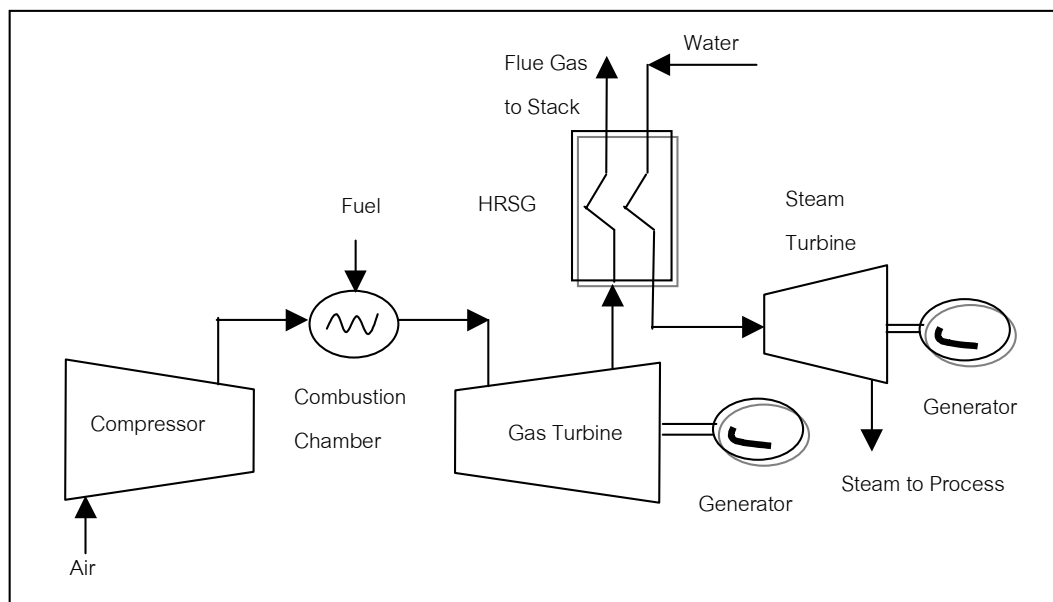 Water
Flue Gas
to Stack
Fuel
HRSG
Steam
Turbine
Combustion
Chamber
Compressor
Gas Turbine
Generator
Generator
Steam to Process
Air